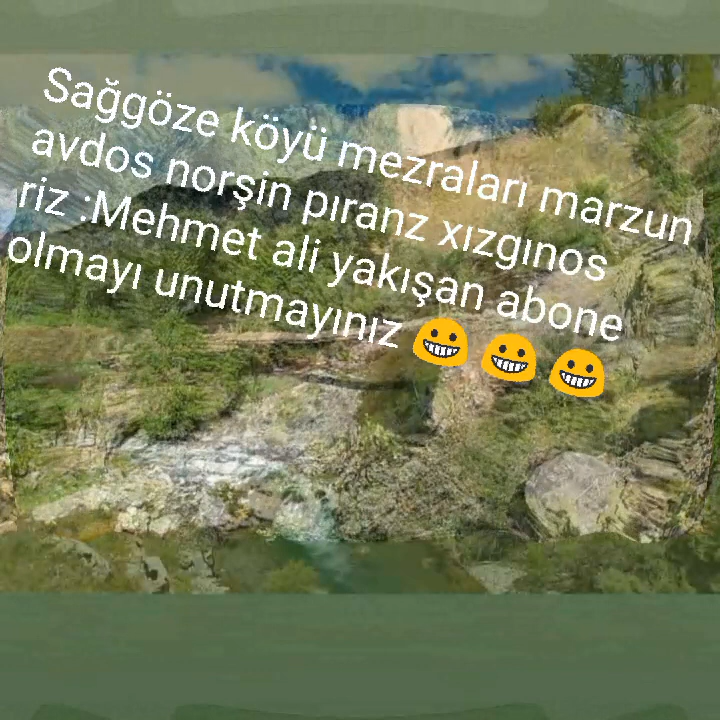 Sağgöze köyü mezraları marzun
avdos norşin pıranz xızgınos
riz :Mehmet ali yakışan abone
olmayı unutmayınız 😀 😀 😀